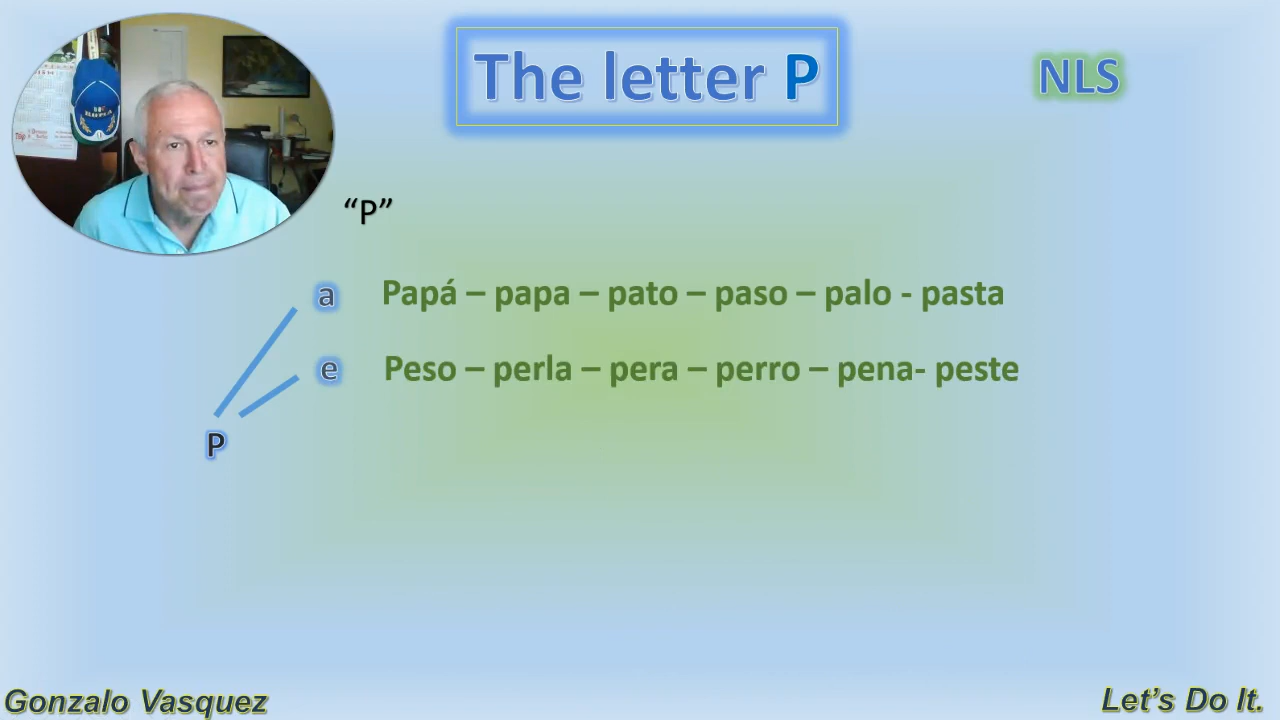 The letter P
NLS
“P”
a Papá – papa – pato – paso – palo - pasta
e Peso – perla – pera – perro – pena- peste
P
Gonzalo Vasquez
Let’s Do It.